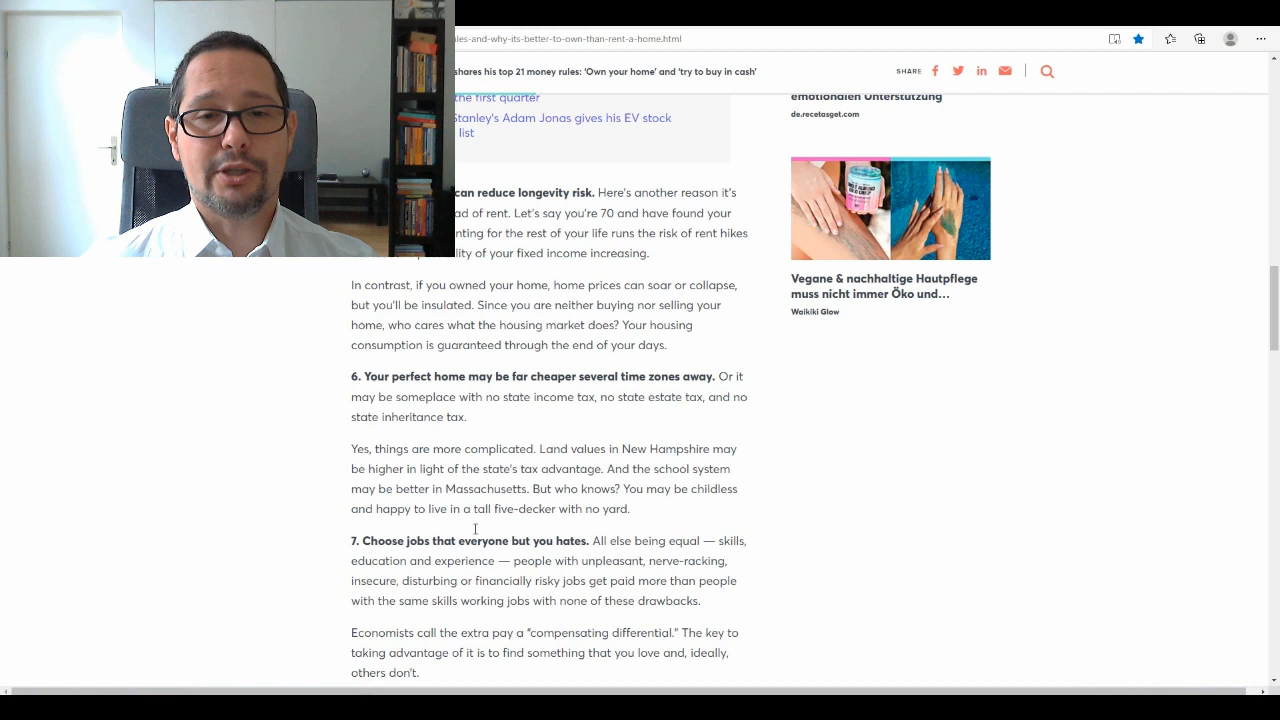 ules-and-why-its-better-to-own-than-rent-a-home.html
shares his top 21 money rules: ‘Own your home’ and ‘try to buy in cash’
SHARE
the first quarter
Stanley's Adam Jonas gives his EV stock
list
emotionalen Unterstützung
de.recetasget.com
can reduce longevity risk. Here's another reason it's
ad of rent. Let's say you're 70 and have found your
nting for the rest of your life runs the risk of rent hikes
lity of your fixed income increasing.
Vegane & nachhaltige Hautpflege
muss nicht immer Öko und…
Waikiki Glow
In contrast, if you owned your home, home prices can soar or collapse,
but you'll be insulated. Since you are neither buying nor selling your
home, who cares what the housing market does? Your housing
consumption is guaranteed through the end of your days.
6. Your perfect home may be far cheaper several time zones away. Or it
may be someplace with no state income tax, no state estate tax, and no
state inheritance tax.
Yes, things are more complicated. Land values in New Hampshire may
be higher in light of the state's tax advantage. And the school system
may be better in Massachusetts. But who knows? You may be childless
and happy to live in a tall five-decker with no yard.
7. Choose jobs that everyone but you hates. All else being equal — skills,
education and experience — people with unpleasant, nerve-racking,
insecure, disturbing or financially risky jobs get paid more than people
with the same skills working jobs with none of these drawbacks.
Economists call the extra pay a “compensating differential.” The key to
taking advantage of it is to find something that you love and, ideally,
others don't.